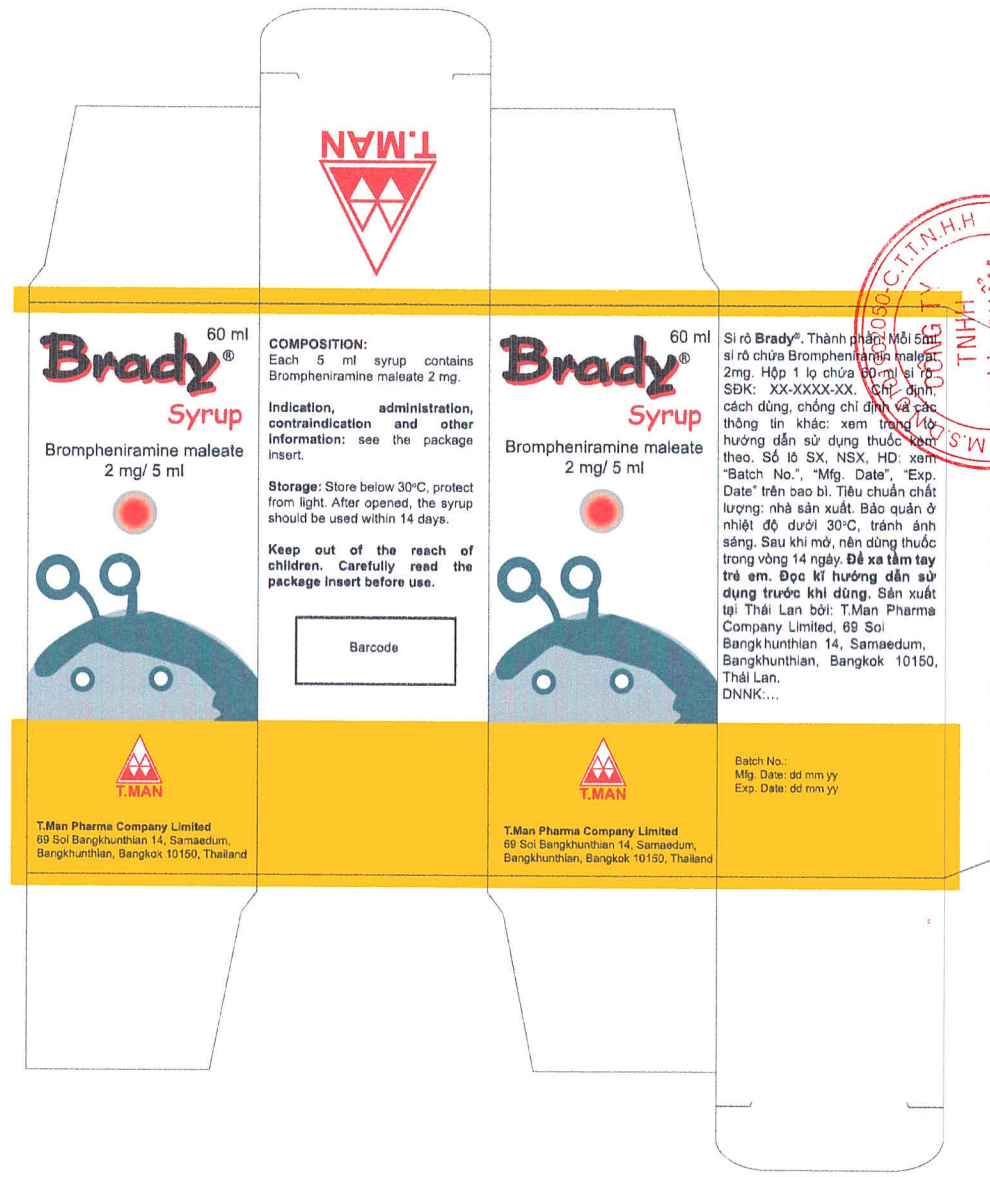 T.MAN
60 ml
Brady®
Syrup
Brompheniramine maleate
2 mg/ 5 ml
T.MAN
T.Man Pharma Company Limited
69 Soi Bangkhunthian 14, Samaedum,
Bangkhunthian, Bangkok 10150, Thailand
COMPOSITION:
Each 5 ml syrup contains
Brompheniramine maleate 2 mg.
Indication, administration,
contraindication and other
information: see the package
insert.
Storage: Store below 30°C, protect
from light. After opened, the syrup
should be used within 14 days.
Keep out of the reach of
children. Carefully read the
package insert before use.
Barcode
60 ml
Brady®
Syrup
Brompheniramine maleate
2 mg/ 5 ml
T.MAN
T.Man Pharma Company Limited
69 Soi Bangkhunthian 14, Samaedum,
Bangkhunthian, Bangkok 10150, Thailand
Si rô Brady®. Thành phần: Mỗi 5ml
si rô chứa Brompheniramin maleat
2mg. Hộp 1 lọ chứa 60 ml si rô.
SĐK: XX-XXXX-XX. Chỉ định,
cách dùng, chống chỉ định và các
thông tin khác: xem trong tờ
hướng dẫn sử dụng thuốc kèm
theo. Số lô SX, NSX, HD: xem
"Batch No.", "Mfg. Date", "Exp.
Date" trên bao bì. Tiêu chuẩn chất
lượng: nhà sản xuất. Bảo quản ở
nhiệt độ dưới 30°C, tránh ánh
sáng. Sau khi mở, nên dùng thuốc
trong vòng 14 ngày. Để xa tầm tay
trẻ em. Đọc kĩ hướng dẫn sử
dụng trước khi dùng. Sản xuất
tại Thái Lan bởi: T.Man Pharma
Company Limited, 69 Soi
Bangkhunthian 14, Samaedum,
Bangkhunthian, Bangkok 10150,
Thái Lan.
DNNK:...
Batch No.:
Mfg. Date: dd mm yy
Exp. Date: dd mm yy
C.T.T.N.H.H
CÔNG TY
TNHH